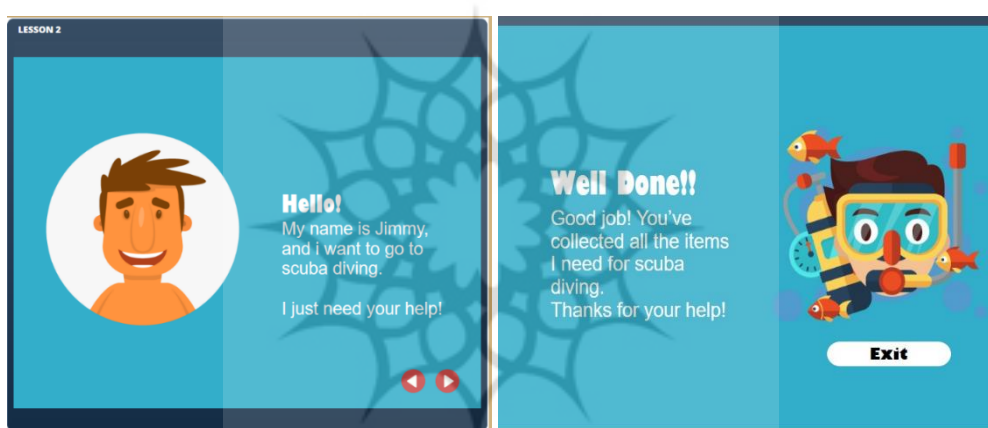 LESSON 2
Hello!
My name is Jimmy,
and i want to go to
scuba diving.
I just need your help!
Well Done!!
Good job! You've
collected all the items
I need for scuba
diving.
Thanks for your help!
Exit